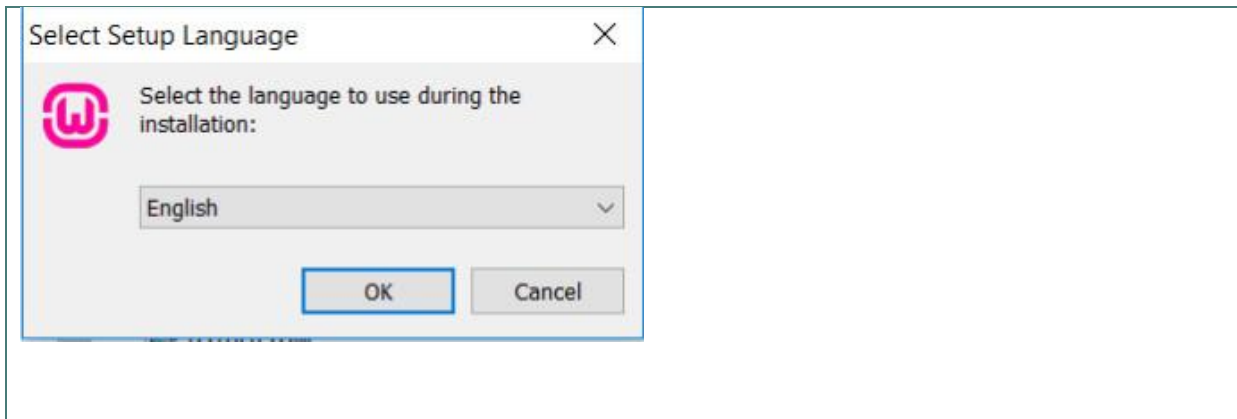 Select Setup Language
Select the language to use during the
installation:
English
OK
Cancel